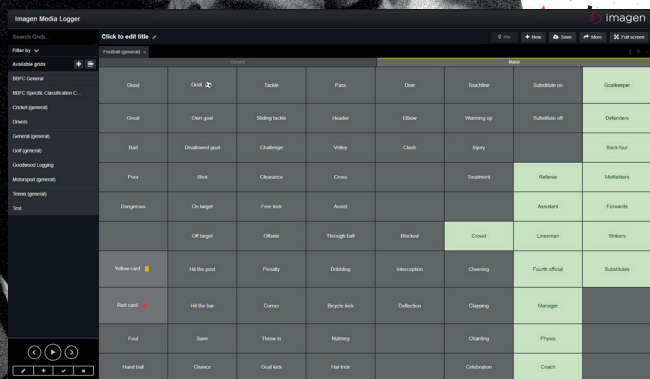 Imagen Media Logger
imagen
Search Grids.
Click to edit title
Pin
New
Save
More
Full screen
Filter by
Football (general) ×
Available grids
General
Match
BBFC General
BBFC Specific Classification C...
Cricket (general)
Drivers
General (general)
Golf (general)
Goodwood Logging
Motorsport (general)
Tennis (general)
Test
Good Goal Tackle Pass Dive Touchline Substitute on Goalkeeper
Great Own goal Sliding tackle Header Elbow Warming up Substitute off Defenders
Bad Disallowed goal Challenge Volley Clash Injury Back four
Poor Shot Clearance Cross Treatment Referee Midfielders
Dangerous On target Free kick Assist Assistant Forwards
Off target Offside Through ball Blocked Crowd Linesman Strikers
Yellow card Hit the post Penalty Dribbling Interception Cheering Fourth official Substitutes
Red card Hit the bar Corner Bicycle kick Deflection Clapping Manager
Foul Save Throw in Nutmeg Chanting Physio
Hand ball Chance Goal kick Hat trick Celebration Coach